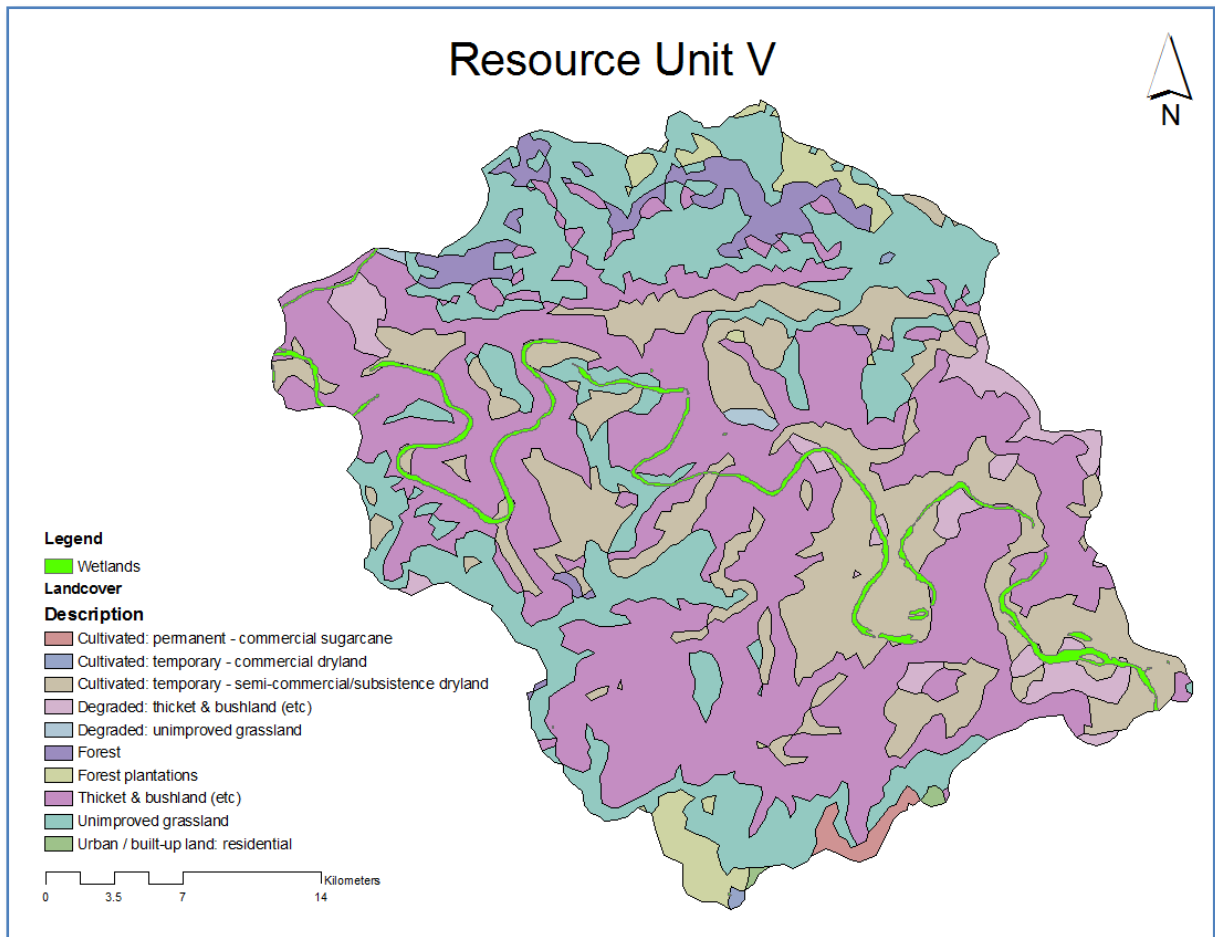 Resource Unit V
N
Legend
Wetlands
Landcover
Description
Cultivated: permanent - commercial sugarcane
Cultivated: temporary - commercial dryland
Cultivated: temporary - semi-commercial/subsistence dryland
Degraded: thicket & bushland (etc)
Degraded: unimproved grassland
Forest
Forest plantations
Thicket & bushland (etc)
Unimproved grassland
Urban / built-up land: residential
Kilometers
0 3.5 7 14